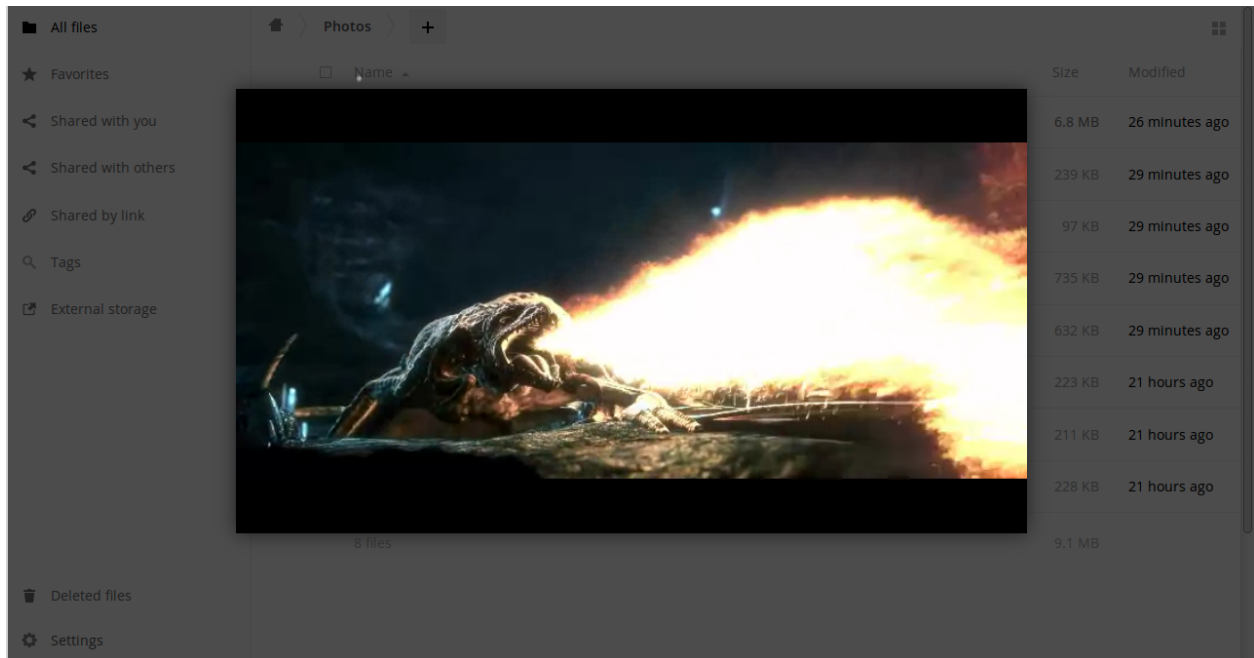 All files
Photos +
Favorites
Name Size Modified
Shared with you
6.8 MB 26 minutes ago
Shared with others
239 KB 29 minutes ago
Shared by link
97 KB 29 minutes ago
Tags
735 KB 29 minutes ago
External storage
632 KB 29 minutes ago
223 KB 21 hours ago
211 KB 21 hours ago
228 KB 21 hours ago
8 files 9.1 MB
Deleted files
Settings